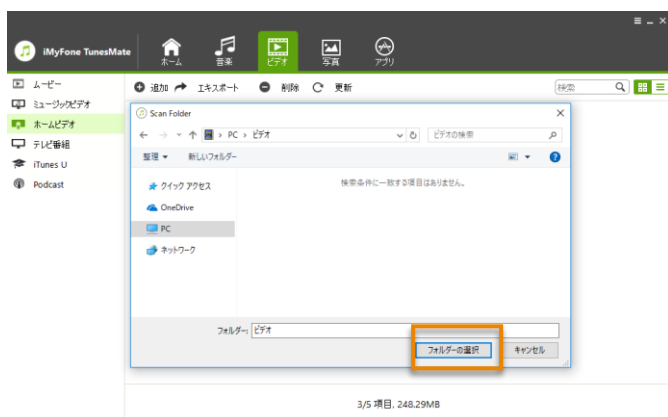 iMyFone TunesMate
ホーム
音楽
ビデオ
写真
アプリ
ムービー
ミュージックビデオ
ホームビデオ
テレビ番組
iTunes U
Podcast
追加 エキスポート 削除 更新 検索
Scan Folder
PC > ビデオ ビデオの検索
整理 新しいフォルダー
検索条件に一致する項目はありません。
クイック アクセス
OneDrive
PC
ネットワーク
フォルダー: ビデオ
フォルダーの選択 キャンセル
3/5 項目, 248.29MB